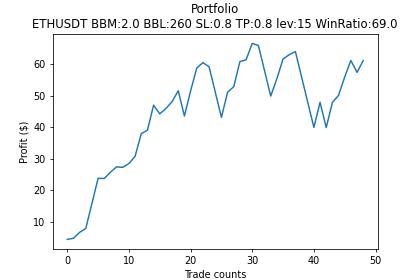 Portfolio
ETHUSDT BBM:2.0 BBL:260 SL:0.8 TP:0.8 lev:15 WinRatio:69.0
60
50
40
30
20
10
Profit ($)
0 10 20 30 40 50
Trade counts